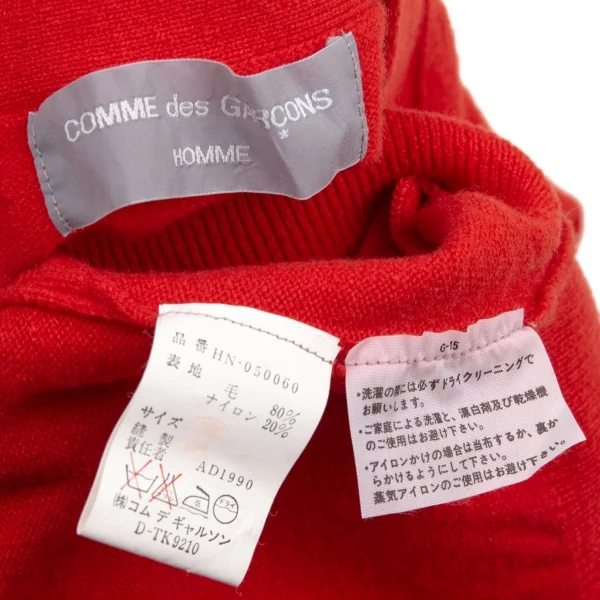 COMME des GARÇONS
*
HOMME
品番 HN-050060
表地 毛 80%
ナイロン 20%
サイズ
縫製
責任者 AD1990
ドライ
㈱コム デ ギャルソン
D-TK9210
G-15
・洗濯の際には必ずドライクリーニングで
お願いします。
・ご家庭による洗濯と、漂白剤及び乾燥機
のご使用はお避け下さい。
・アイロンかけの場合は当布するか、裏か
らかけるようにして下さい。
蒸気アイロンのご使用はお避け下さい。